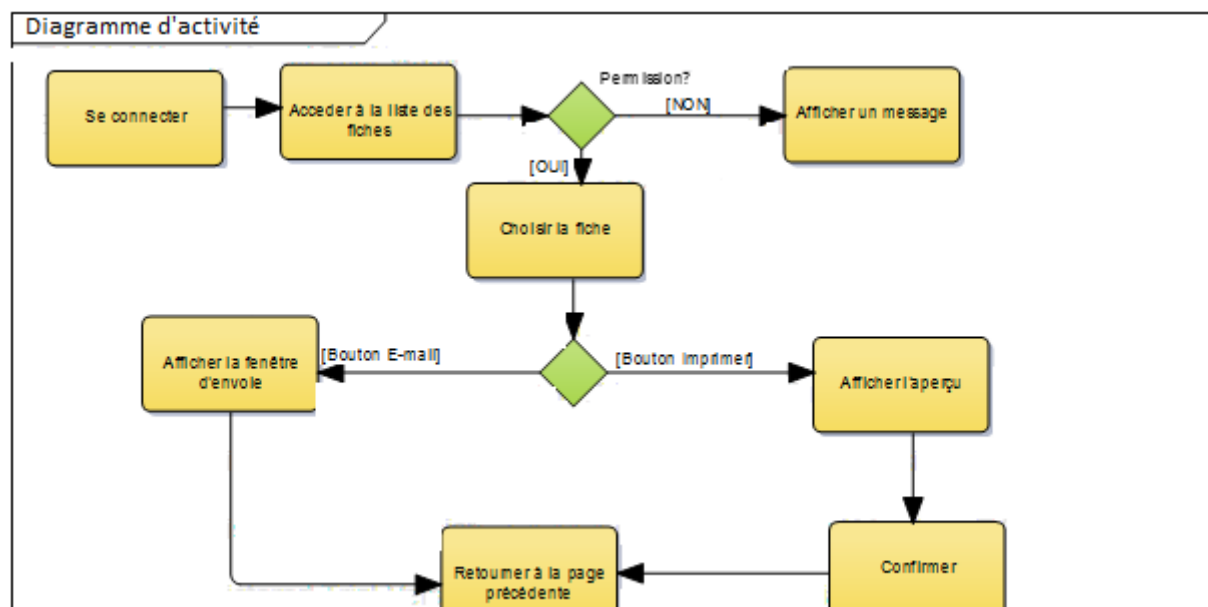 Diagramme d'activité
Se connecter
Acceder à la liste des
fiches
Permission?
[NON]
Afficher un message
[OUI]
Choisir la fiche
Afficher la fenêtre
d'envoie
[Bouton E-mail]
[Bouton Imprimer]
Afficher l'aperçu
Retourner à la page
précédente
Confirmer